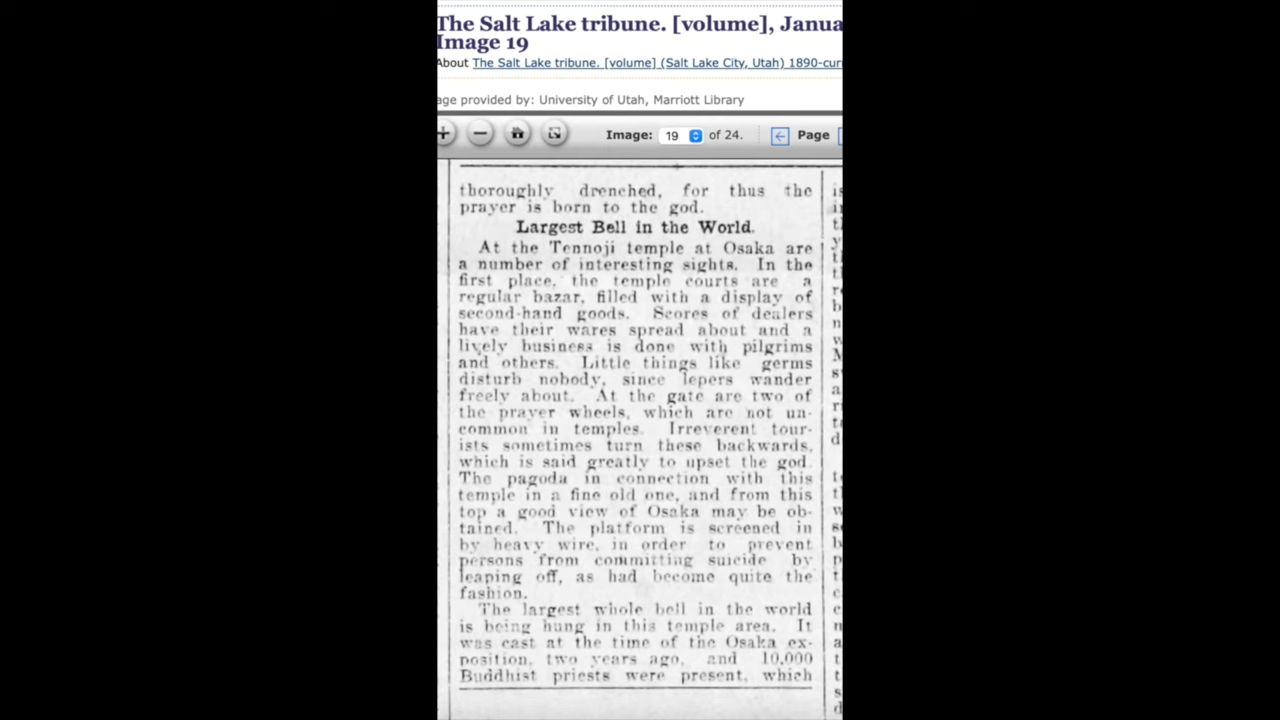 The Salt Lake tribune. [volume], Janua
Image 19
About The Salt Lake tribune. [volume] (Salt Lake City, Utah) 1890-curr
age provided by: University of Utah, Marriott Library
Image: 19 of 24. Page
thoroughly drenched, for thus the
prayer is born to the god.
Largest Bell in the World.
At the Tennoji temple at Osaka are
a number of interesting sights. In the
first place, the temple courts are a
regular bazar, filled with a display of
second-hand goods. Scores of dealers
have their wares spread about and a
lively business is done with pilgrims
and others. Little things like germs
disturb nobody, since lepers wander
freely about. At the gate are two of
the prayer wheels, which are not un-
common in temples. Irreverent tour-
ists sometimes turn these backwards,
which is said greatly to upset the god.
The pagoda in connection with this
temple in a fine old one, and from this
top a good view of Osaka may be ob-
tained. The platform is screened in
by heavy wire, in order to prevent
persons from committing suicide by
leaping off, as had become quite the
fashion.
The largest whole bell in the world
is being hung in this temple area. It
was cast at the time of the Osaka ex-
position, two years ago, and 10,000
Buddhist priests were present, which